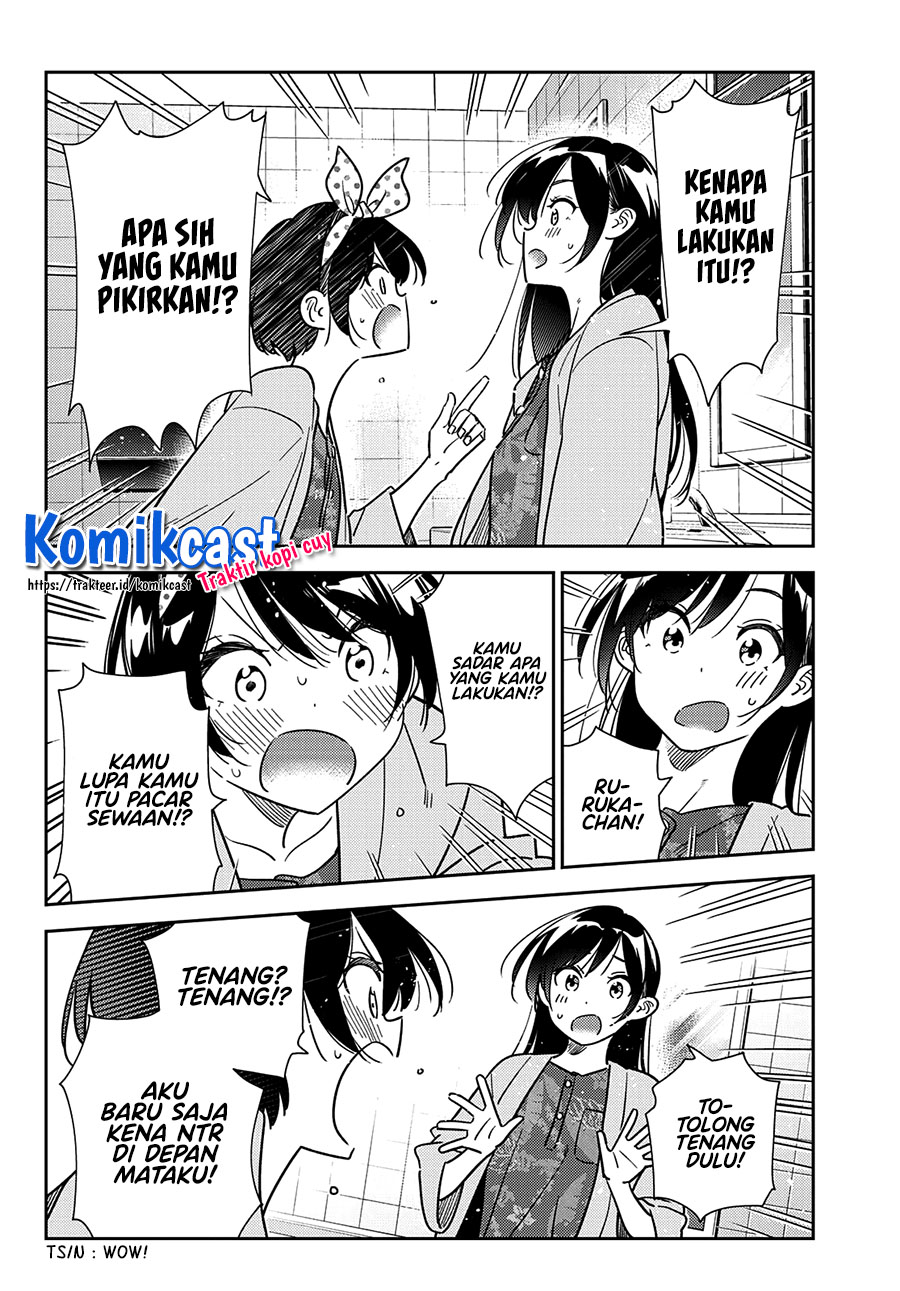 KENAPA
KAMU
LAKUKAN
ITU!?
APA SIH
YANG KAMU
PIKIRKAN!?
Komikcast
Traktir kopi cuy
https://trakteer.id/komikcast
RU-
RUKA-
CHAN!
KAMU
SADAR APA
YANG KAMU
LAKUKAN!?
KAMU
LUPA KAMU
ITU PACAR
SEWAAN!?
TO-
TOLONG
TENANG
DULU!
TENANG?
TENANG!?
AKU
BARU SAJA
KENA NTR
DI DEPAN
MATAKU!
TS/N : WOW!